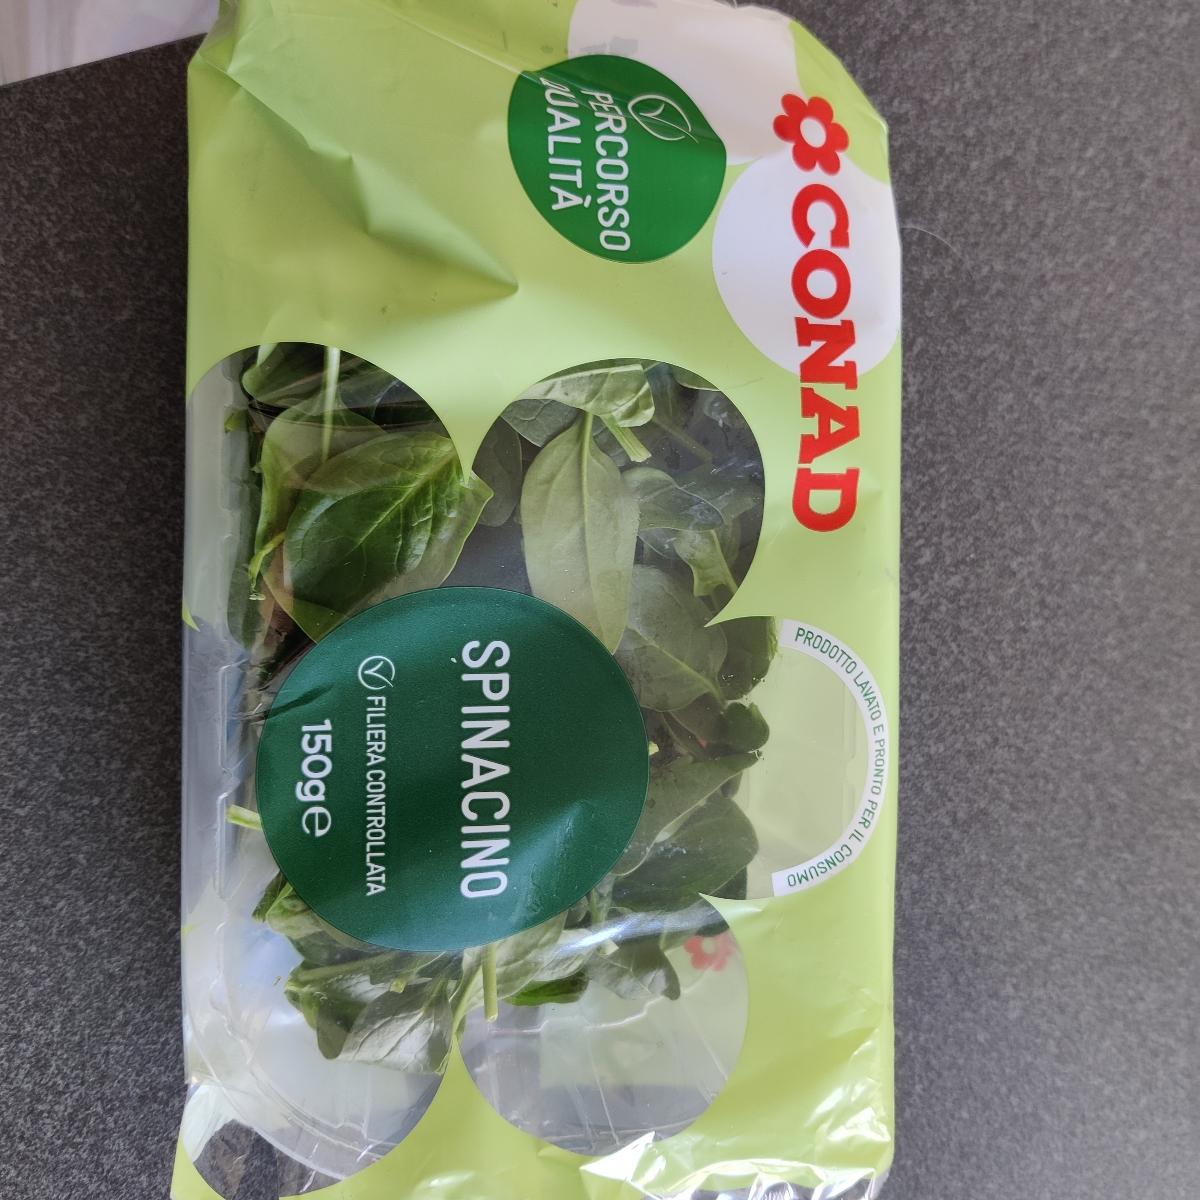 CONAD
PERCORSO
QUALITÀ
PRODOTTO LAVATO E PRONTO PER IL CONSUMO
SPINACINO
FILIERA CONTROLLATA
150g e